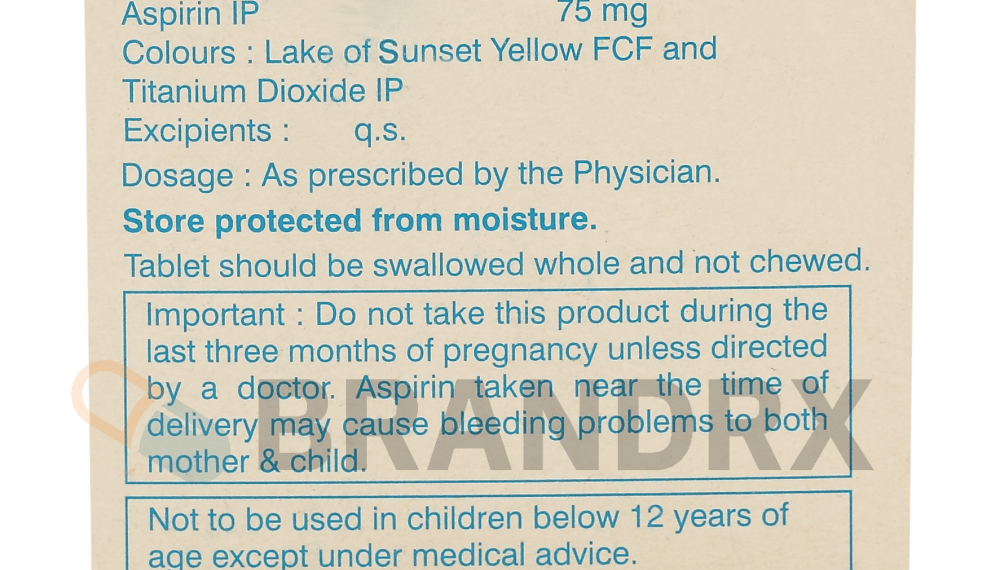 Aspirin IP 75 mg
Colours : Lake of Sunset Yellow FCF and
Titanium Dioxide IP
Excipients : q.s.
Dosage : As prescribed by the Physician.
Store protected from moisture.
Tablet should be swallowed whole and not chewed.
Important : Do not take this product during the
last three months of pregnancy unless directed
by a doctor. Aspirin taken near the time of
delivery may cause bleeding problems to both
mother & child.
BRANDRX
Not to be used in children below 12 years of
age except under medical advice.